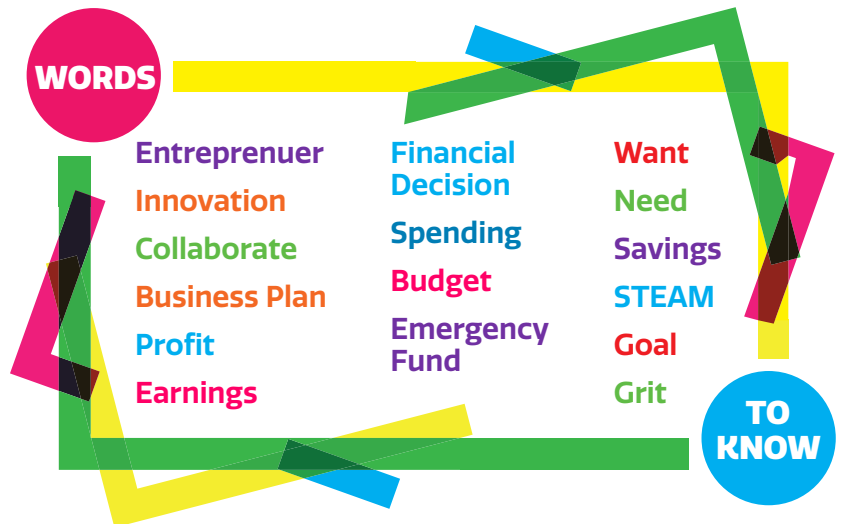 WORDS
Entreprenuer
Innovation
Collaborate
Business Plan
Profit
Earnings
Financial
Decision
Spending
Budget
Emergency
Fund
Want
Need
Savings
STEAM
Goal
Grit
TO
KNOW